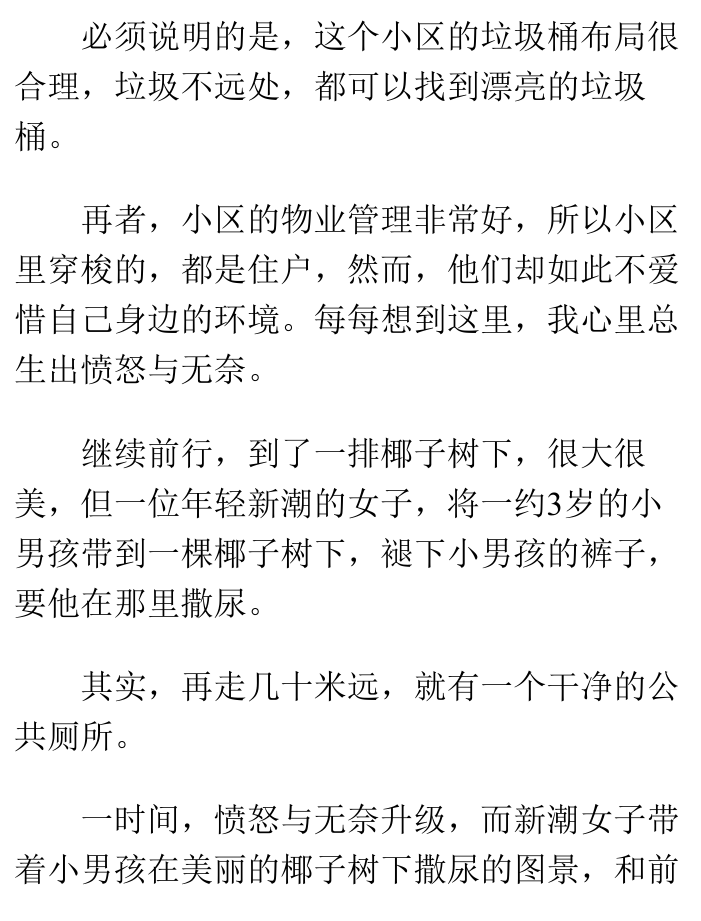 必须说明的是，这个小区的垃圾桶布局很
合理，垃圾不远处，都可以找到漂亮的垃圾
桶。
再者，小区的物业管理非常好，所以小区
里穿梭的，都是住户，然而，他们却如此不爱
惜自己身边的环境。每每想到这里，我心里总
生出愤怒与无奈。
继续前行，到了一排椰子树下，很大很
美，但一位年轻新潮的女子，将一约3岁的小
男孩带到一棵椰子树下，褪下小男孩的裤子，
要他在那里撒尿。
其实，再走几十米远，就有一个干净的公
共厕所。
一时间，愤怒与无奈升级，而新潮女子带
着小男孩在美丽的椰子树下撒尿的图景，和前